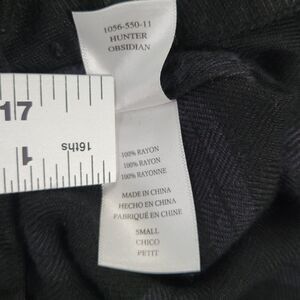 1056-550-11
HUNTER
OBSIDIAN
17
16ths
1
100% RAYON
100% RAYON
100% RAYONNE
MADE IN CHINA
HECHO EN CHINA
FABRIQUÉ EN CHINE
SMALL
CHICO
PETIT